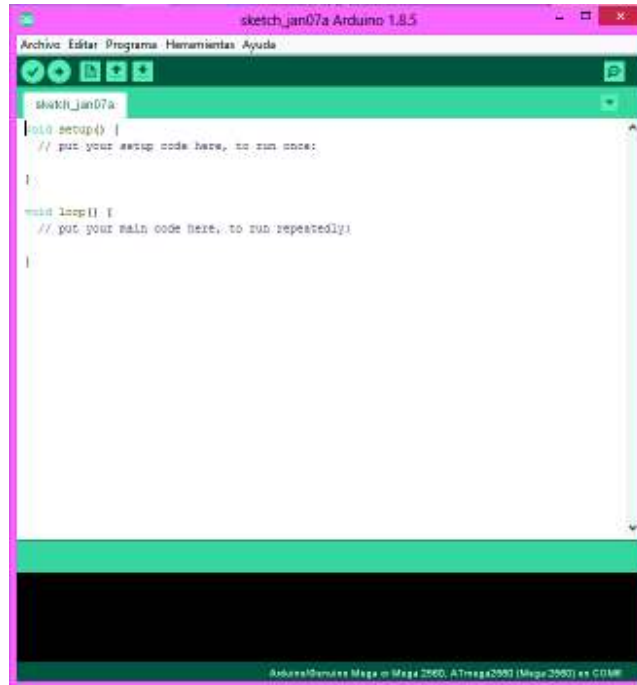 sketch_jan07a Arduino 1.8.5
Archivo Editar Programa Herramientas Ayuda
sketch_jan07a
void setup() {
// put your setup code here, to run once:
}
void loop() {
// put your main code here, to run repeatedly:
}
Arduino/Genuino Mega or Mega 2560, ATmega2560 (Mega 2560) en